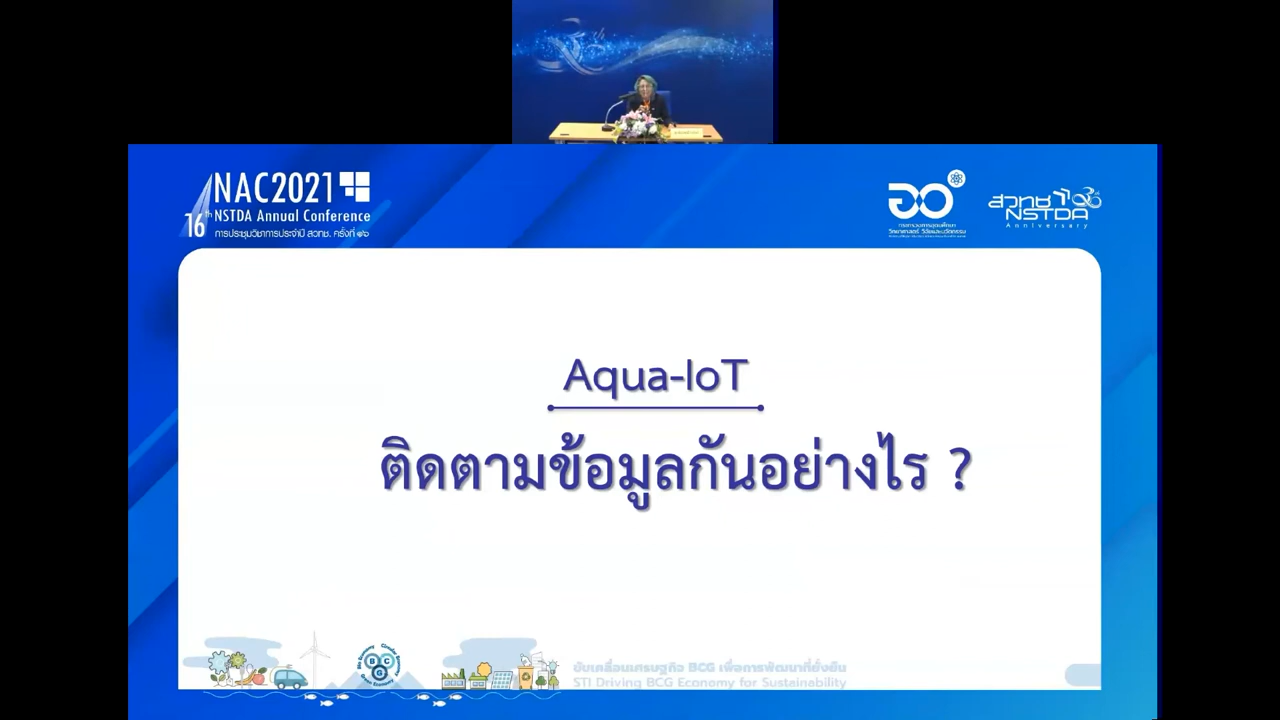 NAC2021
16th NSTDA Annual Conference
การประชุมวิชาการประจำปี สวทช. ครั้งที่ ๑๖
กระทรวงการอุดมศึกษา
วิทยาศาสตร์ วิจัยและนวัตกรรม
สวทช
NSTDA
Anniversary
Aqua-IoT
ติดตามข้อมูลกันอย่างไร ?
Bio Economy Circular Economy
B C G
Green Economy
ขับเคลื่อนเศรษฐกิจ BCG เพื่อการพัฒนาที่ยั่งยืน
STI Driving BCG Economy for Sustainability